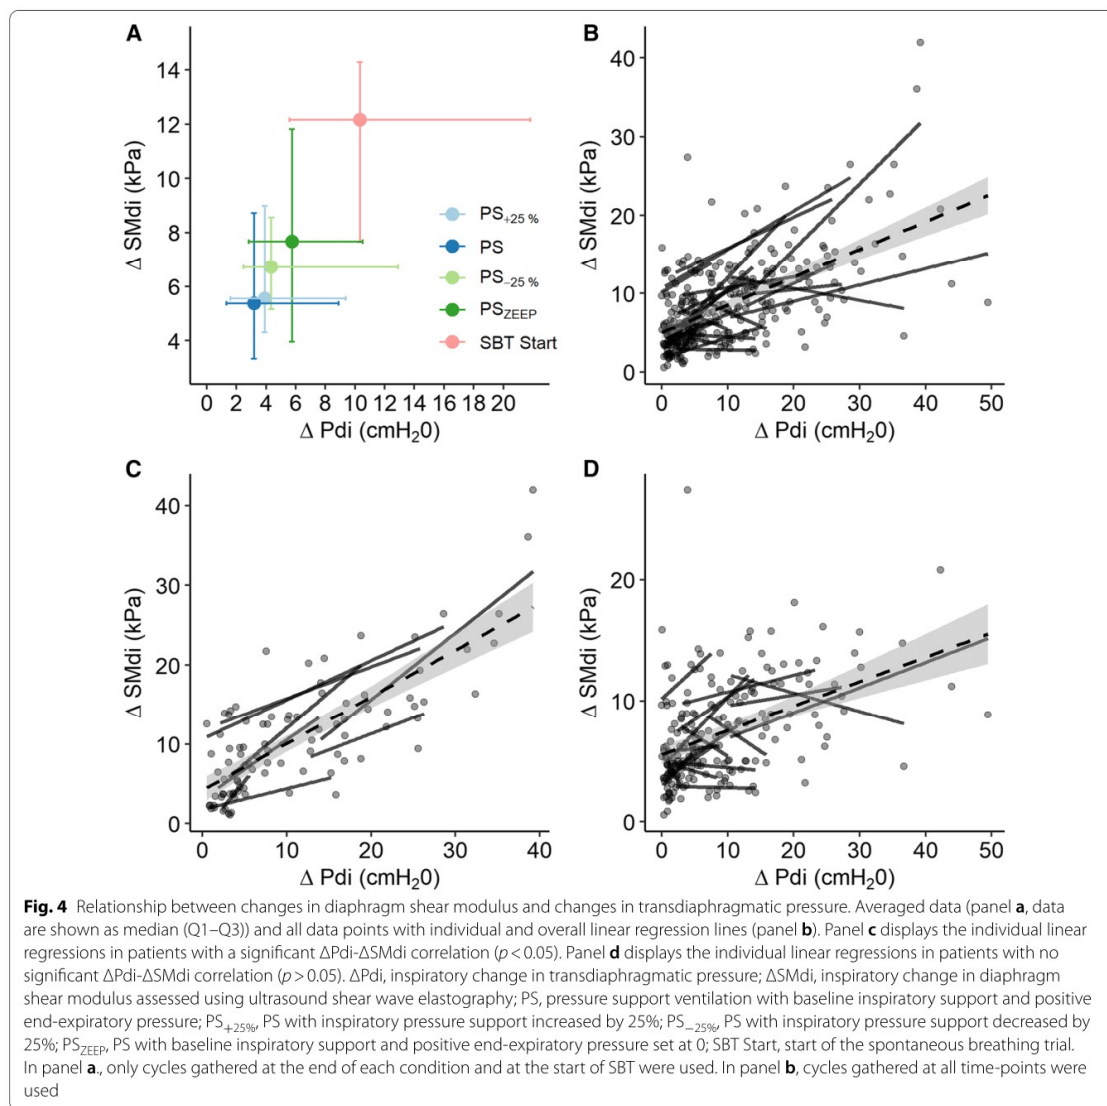 A
Δ SMdi (kPa)
14
12
10
8
6
4
0 2 4 6 8 10 12 14 16 18 20
Δ Pdi (cmH₂0)
PS₊₂₅ %
PS
PS₋₂₅ %
PS_ZEEP
SBT Start
B
Δ SMdi (kPa)
40
30
20
10
0
0 10 20 30 40 50
Δ Pdi (cmH₂0)
C
Δ SMdi (kPa)
40
30
20
10
0
0 10 20 30 40
Δ Pdi (cmH₂0)
D
Δ SMdi (kPa)
20
10
0
0 10 20 30 40 50
Δ Pdi (cmH₂0)
Fig. 4 Relationship between changes in diaphragm shear modulus and changes in transdiaphragmatic pressure. Averaged data (panel a, data
are shown as median (Q1–Q3)) and all data points with individual and overall linear regression lines (panel b). Panel c displays the individual linear
regressions in patients with a significant ΔPdi-ΔSMdi correlation (p < 0.05). Panel d displays the individual linear regressions in patients with no
significant ΔPdi-ΔSMdi correlation (p > 0.05). ΔPdi, inspiratory change in transdiaphragmatic pressure; ΔSMdi, inspiratory change in diaphragm
shear modulus assessed using ultrasound shear wave elastography; PS, pressure support ventilation with baseline inspiratory support and positive
end-expiratory pressure; PS₊₂₅%, PS with inspiratory pressure support increased by 25%; PS₋₂₅%, PS with inspiratory pressure support decreased by
25%; PS_ZEEP, PS with baseline inspiratory support and positive end-expiratory pressure set at 0; SBT Start, start of the spontaneous breathing trial.
In panel a., only cycles gathered at the end of each condition and at the start of SBT were used. In panel b, cycles gathered at all time-points were
used